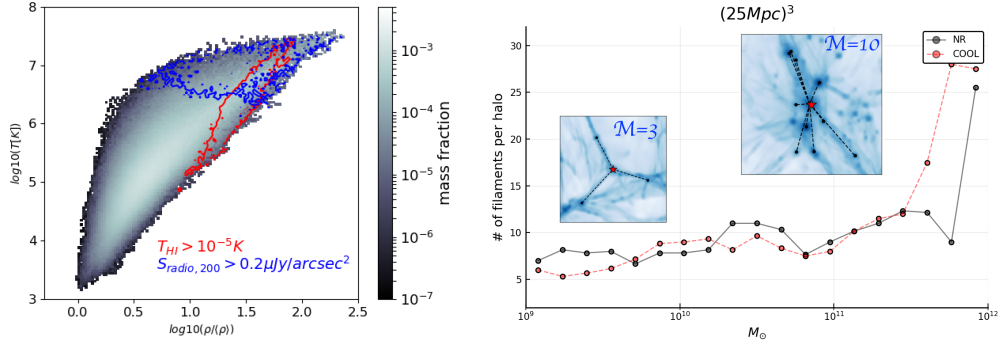 8
7
6
5
4
3
0.0
0.5
1.0
1.5
2.0
2.5
log10(T[K])
log10(ρ/⟨ρ⟩)
T_HI > 10^-5 K
S_radio,200 > 0.2μJy/arcsec^2
10^-3
10^-4
10^-5
10^-6
10^-7
mass fraction
(25Mpc)^3
30
25
20
15
10
5
# of filaments per halo
M=3
M=10
NR
COOL
10^9
10^10
10^11
10^12
M_⊙